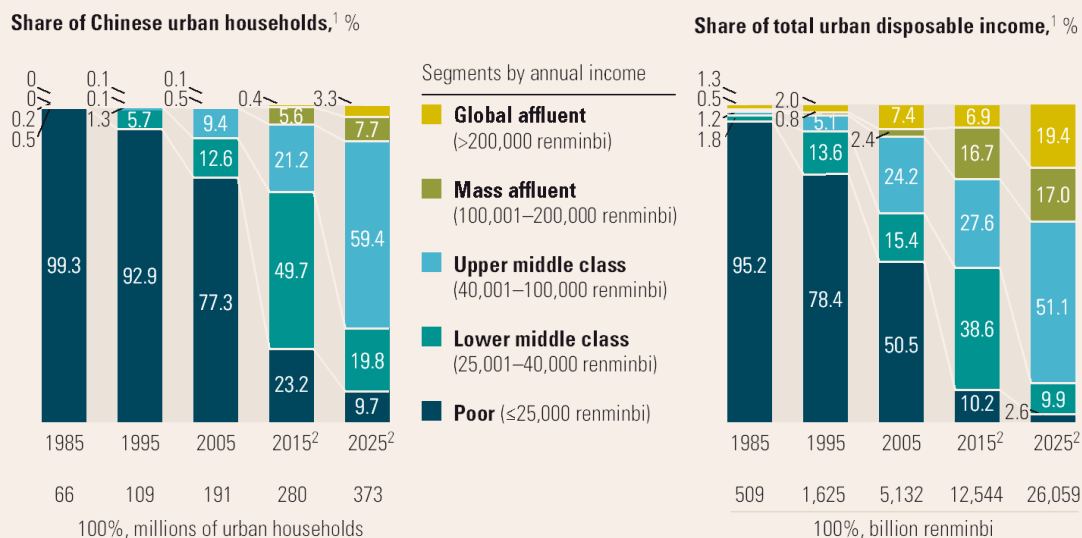 Share of Chinese urban households,¹ %
0
0
0.2
0.5
99.3
0.1
0.1
1.3
5.7
92.9
0.1
0.5
9.4
12.6
77.3
0.4
5.6
21.2
49.7
23.2
3.3
7.7
59.4
19.8
9.7
1985 1995 2005 2015² 2025²
66 109 191 280 373
100%, millions of urban households
Segments by annual income
Global affluent
(>200,000 renminbi)
Mass affluent
(100,001–200,000 renminbi)
Upper middle class
(40,001–100,000 renminbi)
Lower middle class
(25,001–40,000 renminbi)
Poor (≤25,000 renminbi)
Share of total urban disposable income,¹ %
1.3
0.5
1.2
1.8
95.2
2.0
0.8
5.1
13.6
78.4
7.4
2.4
24.2
15.4
50.5
6.9
16.7
27.6
38.6
10.2
19.4
17.0
51.1
9.9
2.6
1985 1995 2005 2015² 2025²
509 1,625 5,132 12,544 26,059
100%, billion renminbi